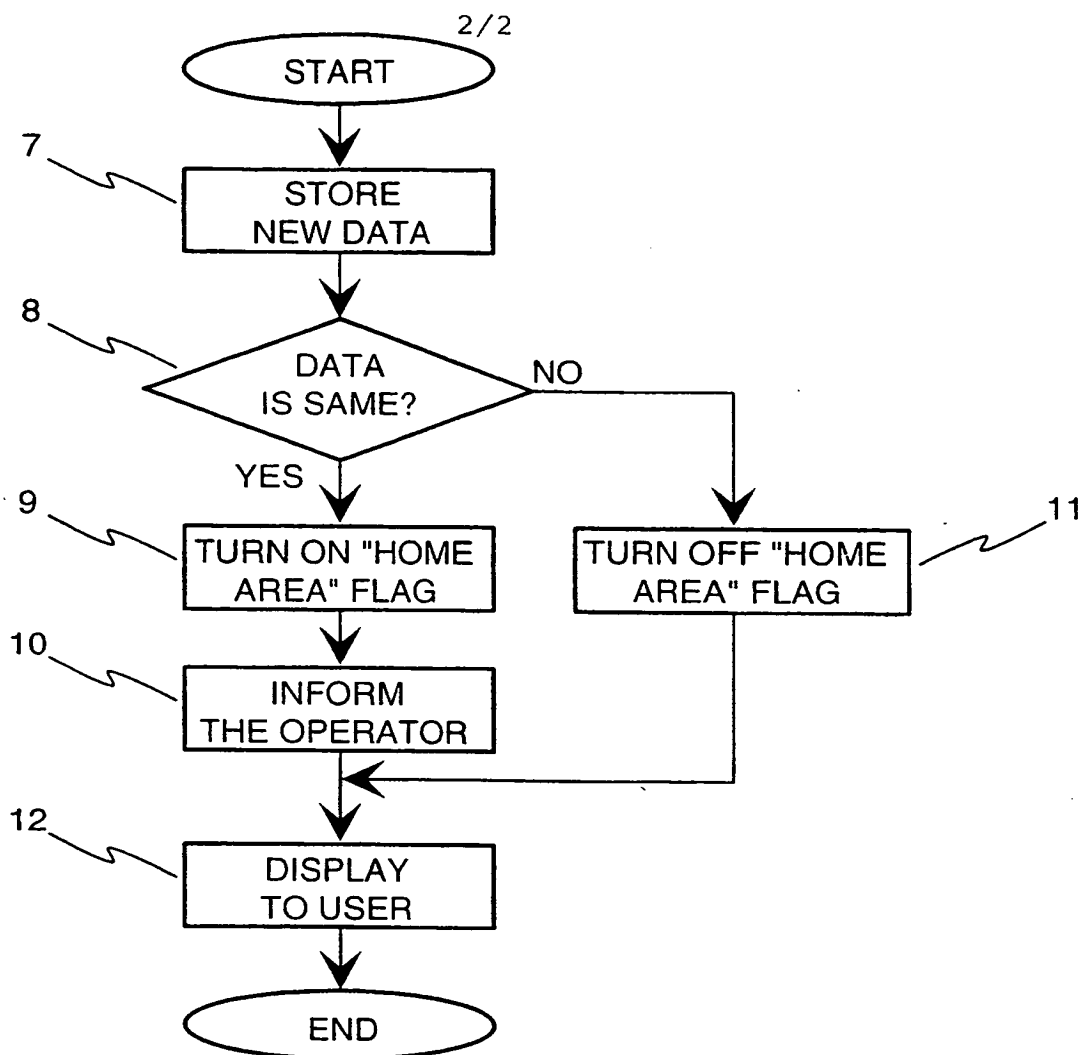 2/2
START
7
STORE
NEW DATA
8
DATA
IS SAME?
NO
YES
9
TURN ON "HOME
AREA" FLAG
11
TURN OFF "HOME
AREA" FLAG
10
INFORM
THE OPERATOR
12
DISPLAY
TO USER
END